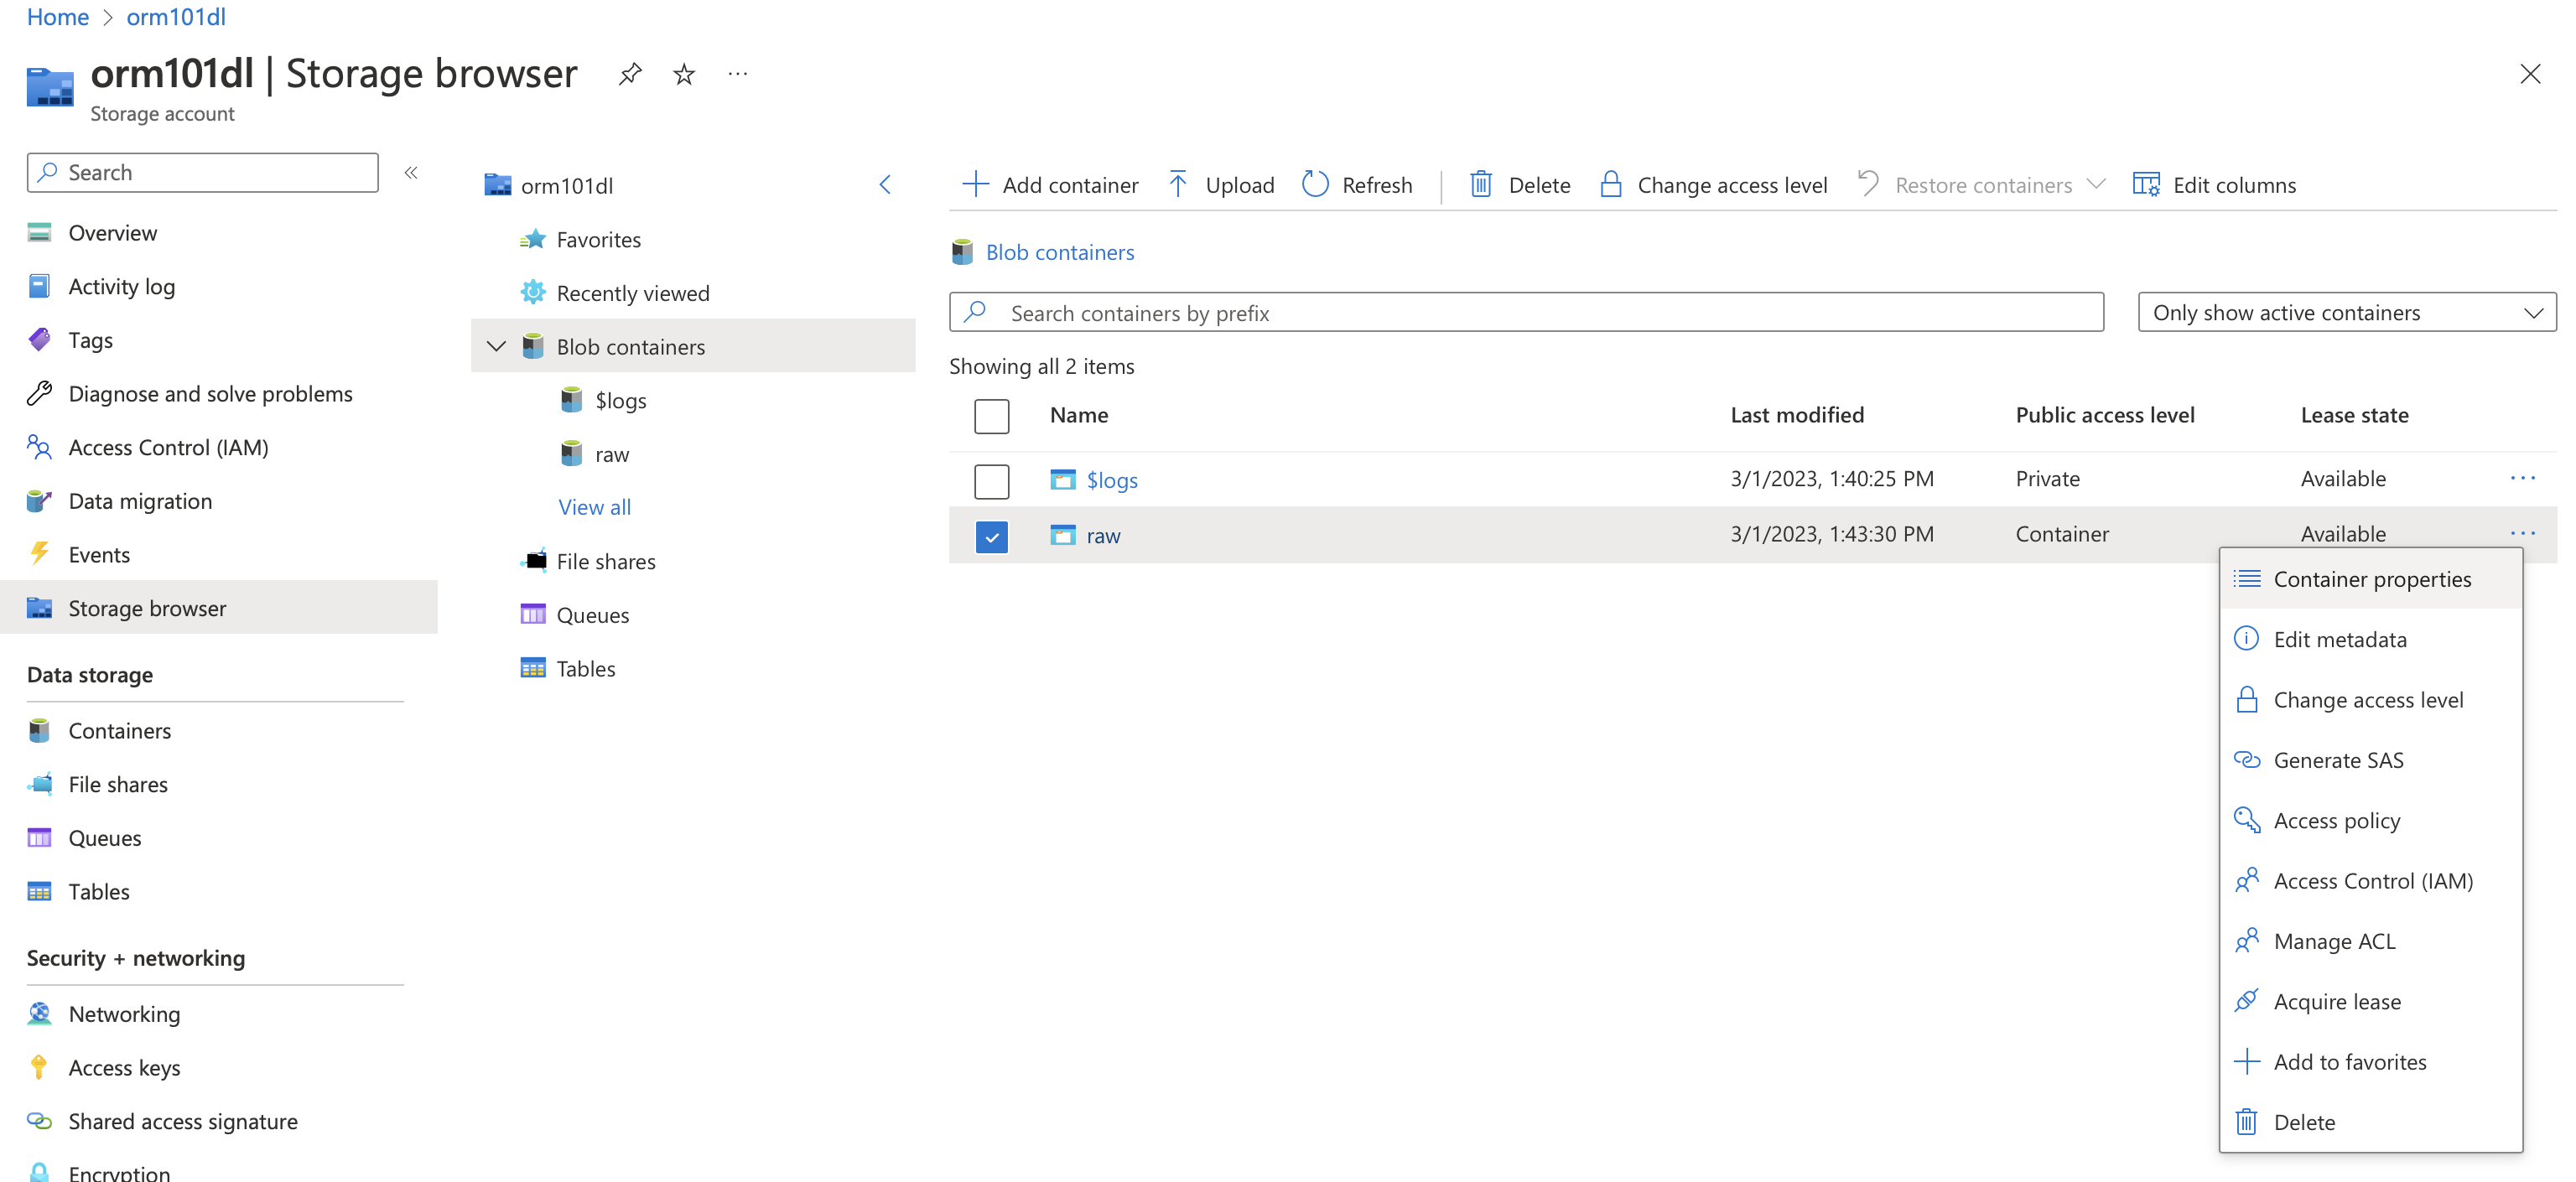 Home > orm101dl
orm101dl | Storage browser
Storage account
Search
Overview
Activity log
Tags
Diagnose and solve problems
Access Control (IAM)
Data migration
Events
Storage browser
Data storage
Containers
File shares
Queues
Tables
Security + networking
Networking
Access keys
Shared access signature
Encryption
orm101dl
Favorites
Recently viewed
Blob containers
$logs
raw
View all
File shares
Queues
Tables
Add container Upload Refresh Delete Change access level Restore containers Edit columns
Blob containers
Search containers by prefix Only show active containers
Showing all 2 items
Name Last modified Public access level Lease state
$logs 3/1/2023, 1:40:25 PM Private Available
raw 3/1/2023, 1:43:30 PM Container Available
Container properties
Edit metadata
Change access level
Generate SAS
Access policy
Access Control (IAM)
Manage ACL
Acquire lease
Add to favorites
Delete